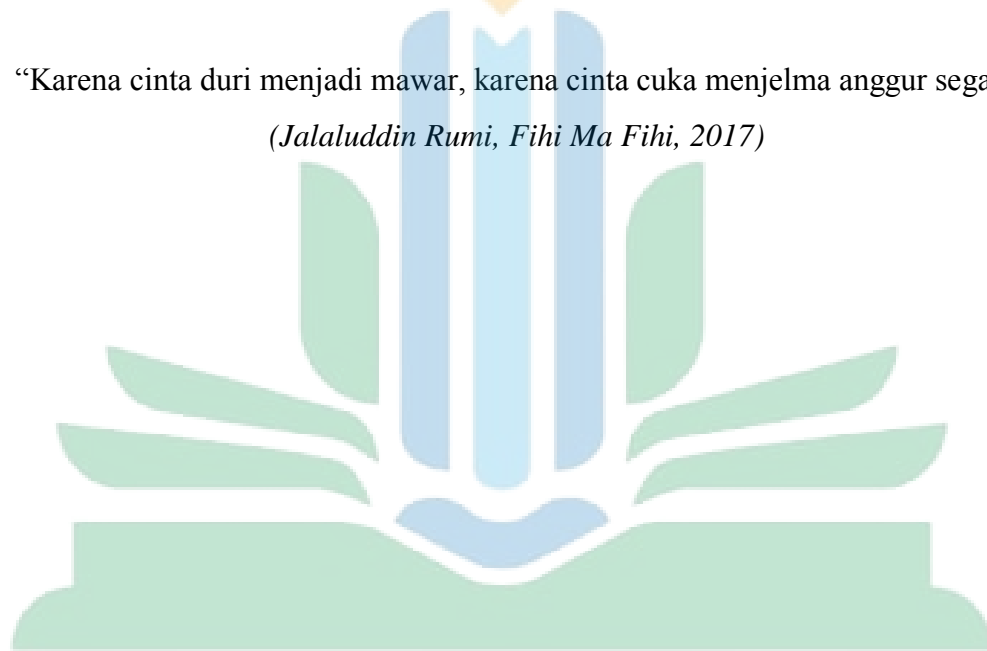 “Karena cinta duri menjadi mawar, karena cinta cuka menjelma anggur sega
(Jalaluddin Rumi, Fihi Ma Fihi, 2017)